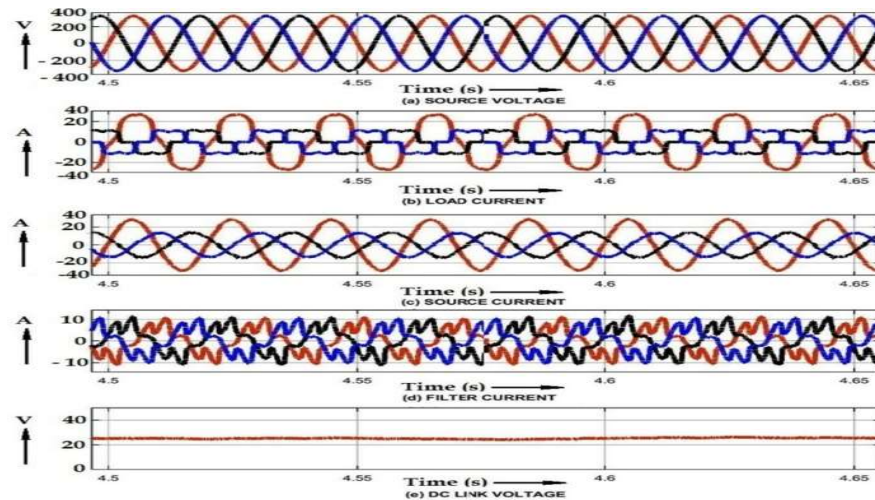 V
400
200
0
- 200
- 400
4.5
4.55
4.6
4.65
Time (s)
(a) SOURCE VOLTAGE
A
40
20
0
-20
-40
4.5
4.55
4.6
4.65
Time (s)
(b) LOAD CURRENT
A
40
20
0
-20
-40
4.5
4.55
4.6
4.65
Time (s)
(c) SOURCE CURRENT
A
10
0
-10
4.5
4.55
4.6
4.65
Time (s)
(d) FILTER CURRENT
V
40
20
0
4.5
4.55
4.6
4.65
Time (s)
(e) DC LINK VOLTAGE